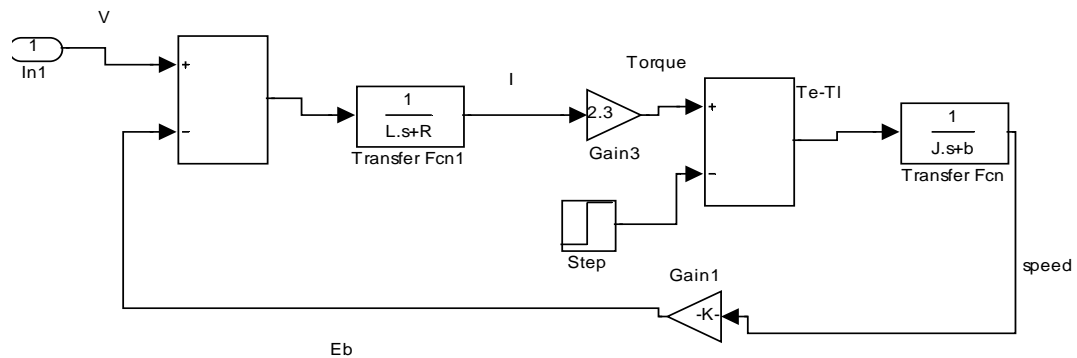 V
1
In1
+
−
1
L.s+R
Transfer Fcn1
I
2.3
Gain3
Torque
+
−
Te-Tl
1
J.s+b
Transfer Fcn
Step
speed
Gain1
-K-
Eb